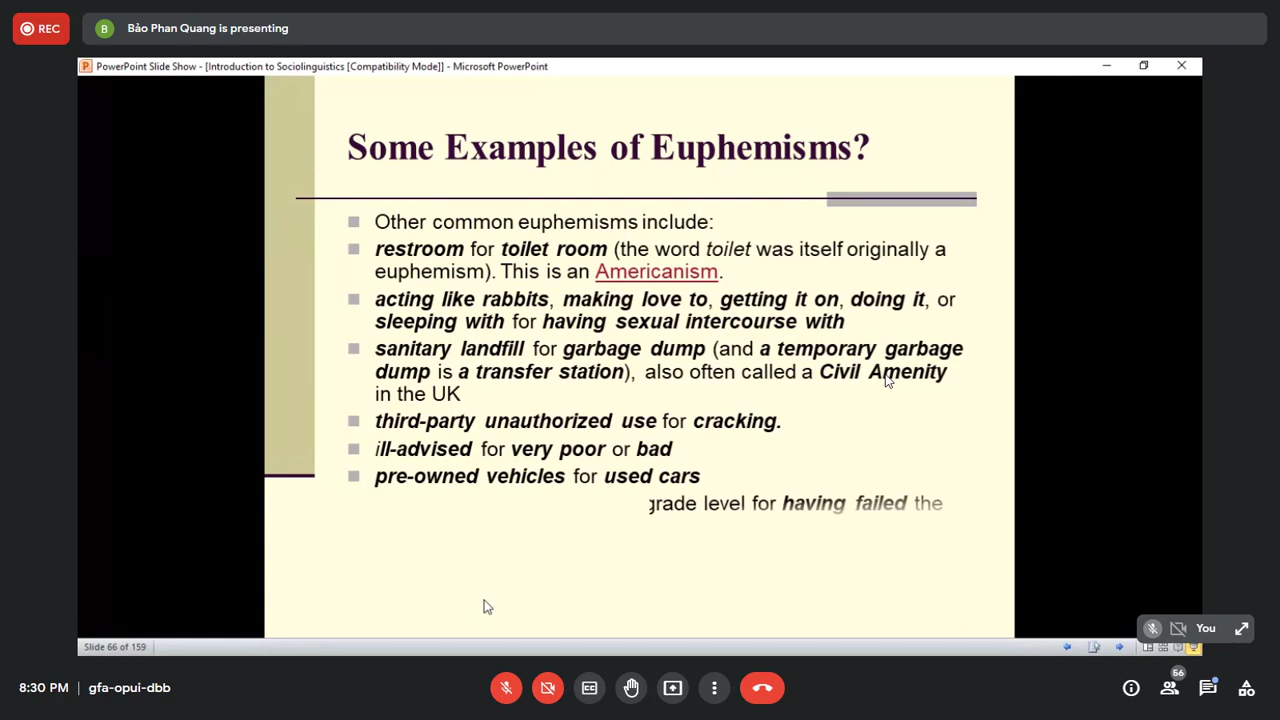 REC
B
Bảo Phan Quang is presenting
P
PowerPoint Slide Show - [Introduction to Sociolinguistics [Compatibility Mode]] - Microsoft PowerPoint
Some Examples of Euphemisms?
Other common euphemisms include:
restroom for toilet room (the word toilet was itself originally a
euphemism). This is an Americanism.
acting like rabbits, making love to, getting it on, doing it, or
sleeping with for having sexual intercourse with
sanitary landfill for garbage dump (and a temporary garbage
dump is a transfer station), also often called a Civil Amenity
in the UK
third-party unauthorized use for cracking.
ill-advised for very poor or bad
pre-owned vehicles for used cars
grade level for having failed the
You
Slide 66 of 159
8:30 PM
gfa-opui-dbb
56